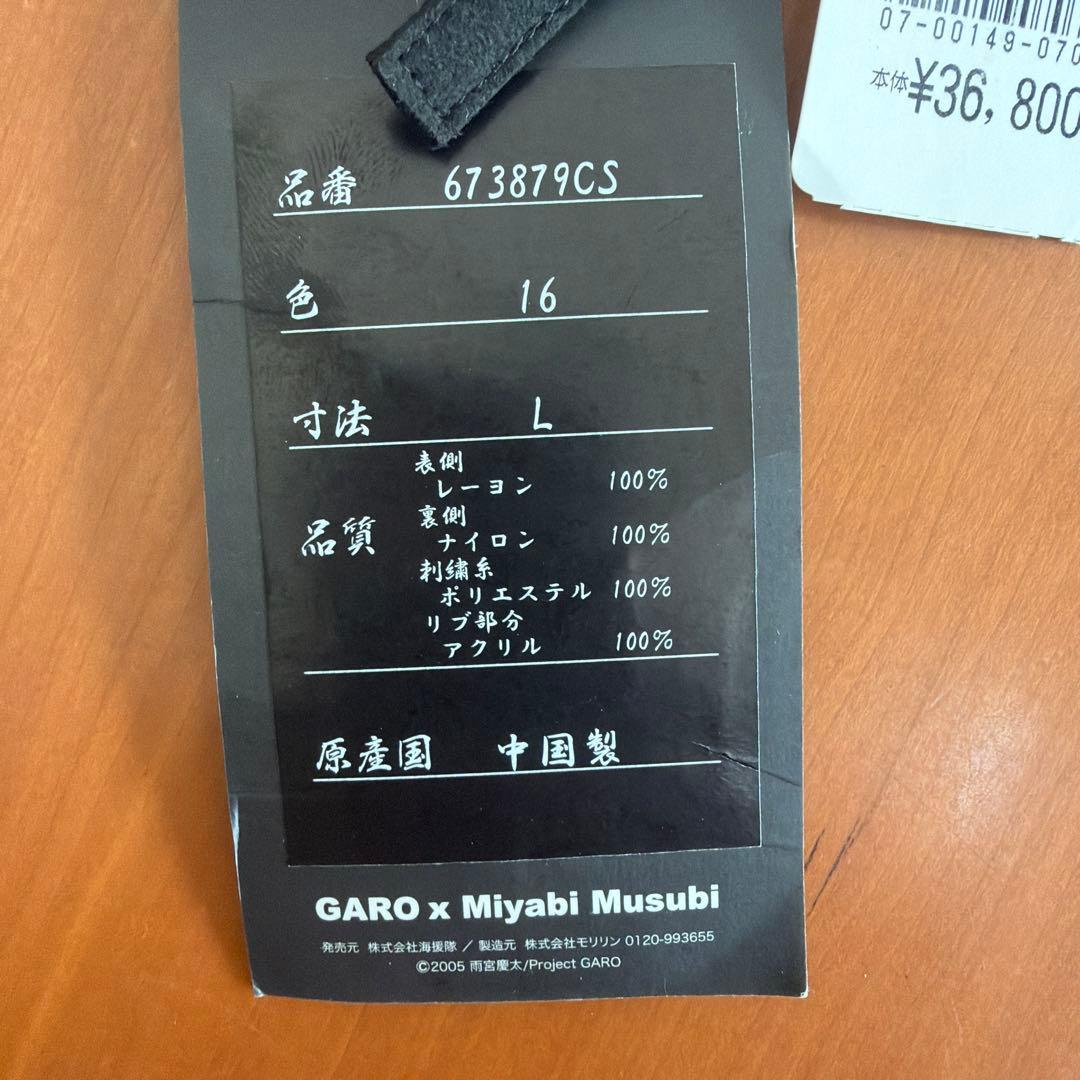 07-00149-070
本体 ¥36,800
品番 673879CS
色 16
寸法 L
品質
表側
レーヨン 100%
裏側
ナイロン 100%
刺繍糸
ポリエステル 100%
リブ部分
アクリル 100%
原産国 中国製
GARO x Miyabi Musubi
発売元 株式会社海援隊 / 製造元 株式会社モリリン 0120-993655
©2005 雨宮慶太/Project GARO